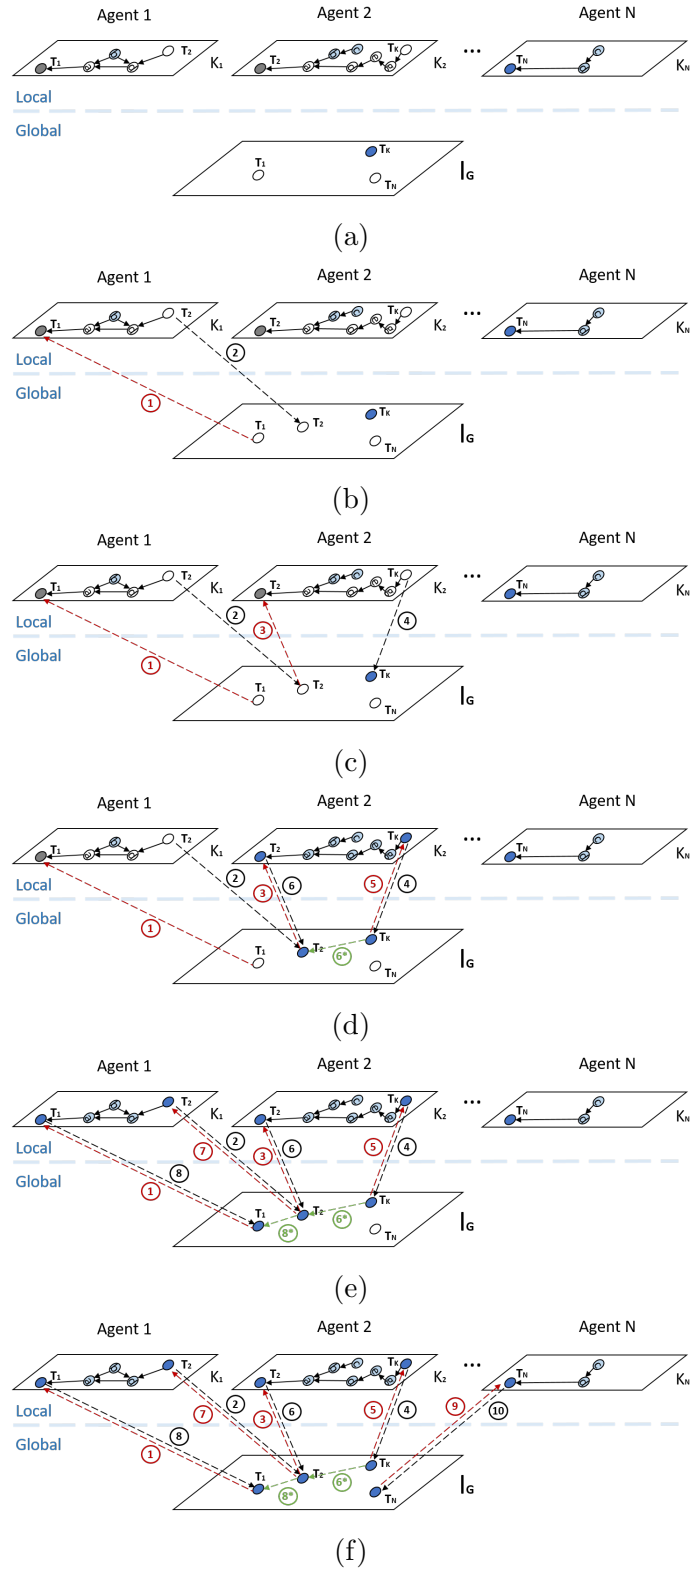 Agent 1 Agent 2 Agent N
T1 T2 K1 T2 TK K2 ... TN KN
Local
Global
T1 TK TN IG
(a)
Agent 1 Agent 2 Agent N
T1 T2 K1 T2 TK K2 ... TN KN
2
Local
Global
1
T1 T2 TK TN IG
(b)
Agent 1 Agent 2 Agent N
T1 T2 K1 T2 TK K2 ... TN KN
2 3 4
Local
Global
1
T1 T2 TK TN IG
(c)
Agent 1 Agent 2 Agent N
T1 T2 K1 T2 TK K2 ... TN KN
2 3 6 5 4
Local
Global
1
T1 T2 6* TK TN IG
(d)
Agent 1 Agent 2 Agent N
T1 T2 K1 T2 TK K2 ... TN KN
7 2 3 6 5 4
Local
Global
8
1
T1 8* T2 6* TK TN IG
(e)
Agent 1 Agent 2 Agent N
T1 T2 K1 T2 TK K2 ... TN KN
7 2 3 6 5 4 9 10
Local
Global
8
1
T1 8* T2 6* TK TN IG
(f)